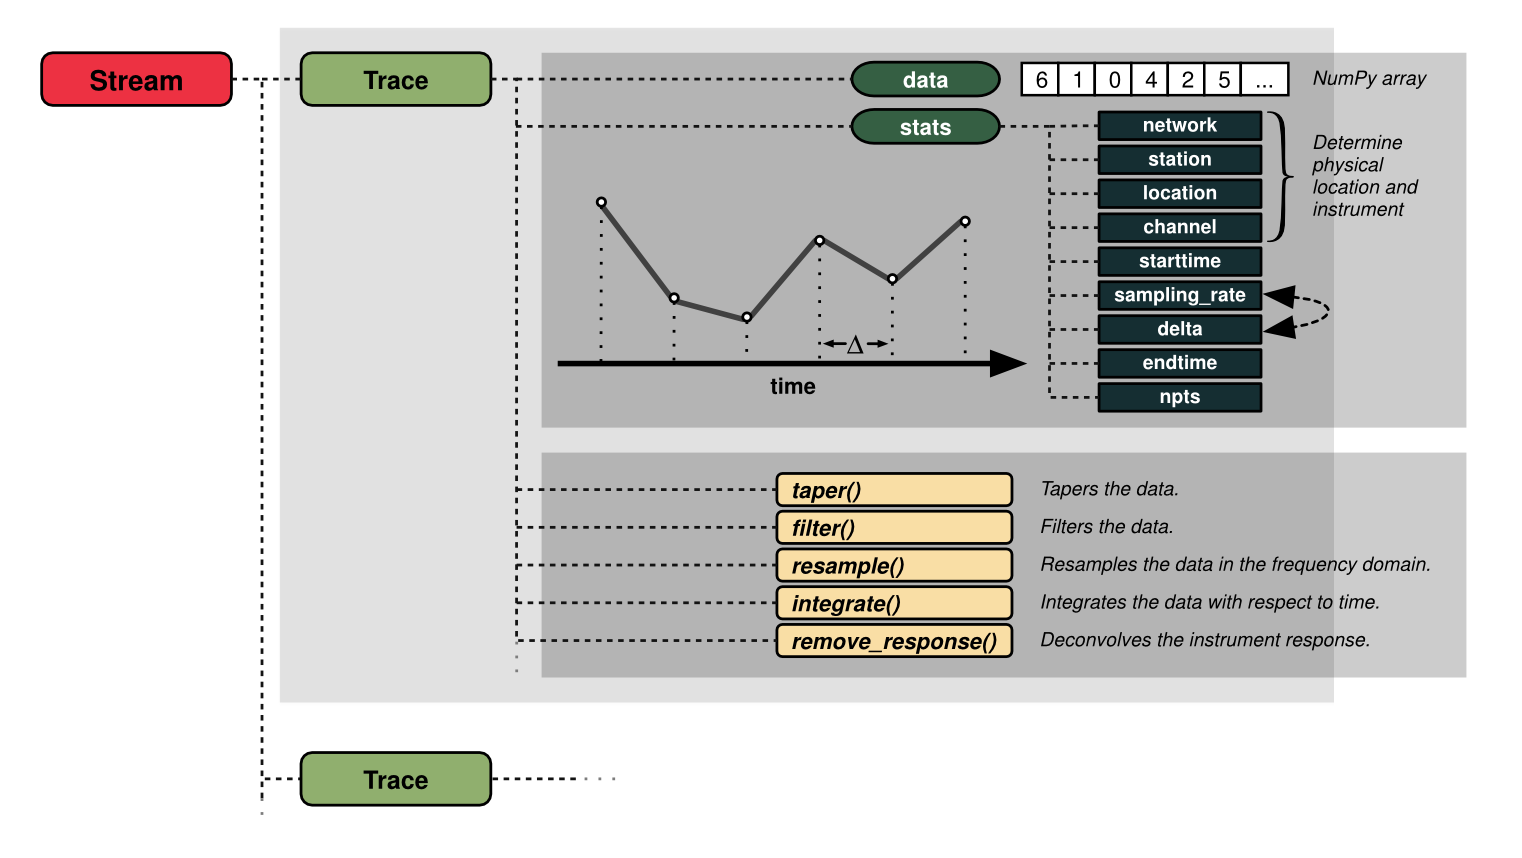 Stream
Trace
data
6 1 0 4 2 5 ...
NumPy array
stats
network
station
location
channel
starttime
sampling_rate
delta
endtime
npts
Determine
physical
location and
instrument
Δ
time
taper()
Tapers the data.
filter()
Filters the data.
resample()
Resamples the data in the frequency domain.
integrate()
Integrates the data with respect to time.
remove_response()
Deconvolves the instrument response.
Trace